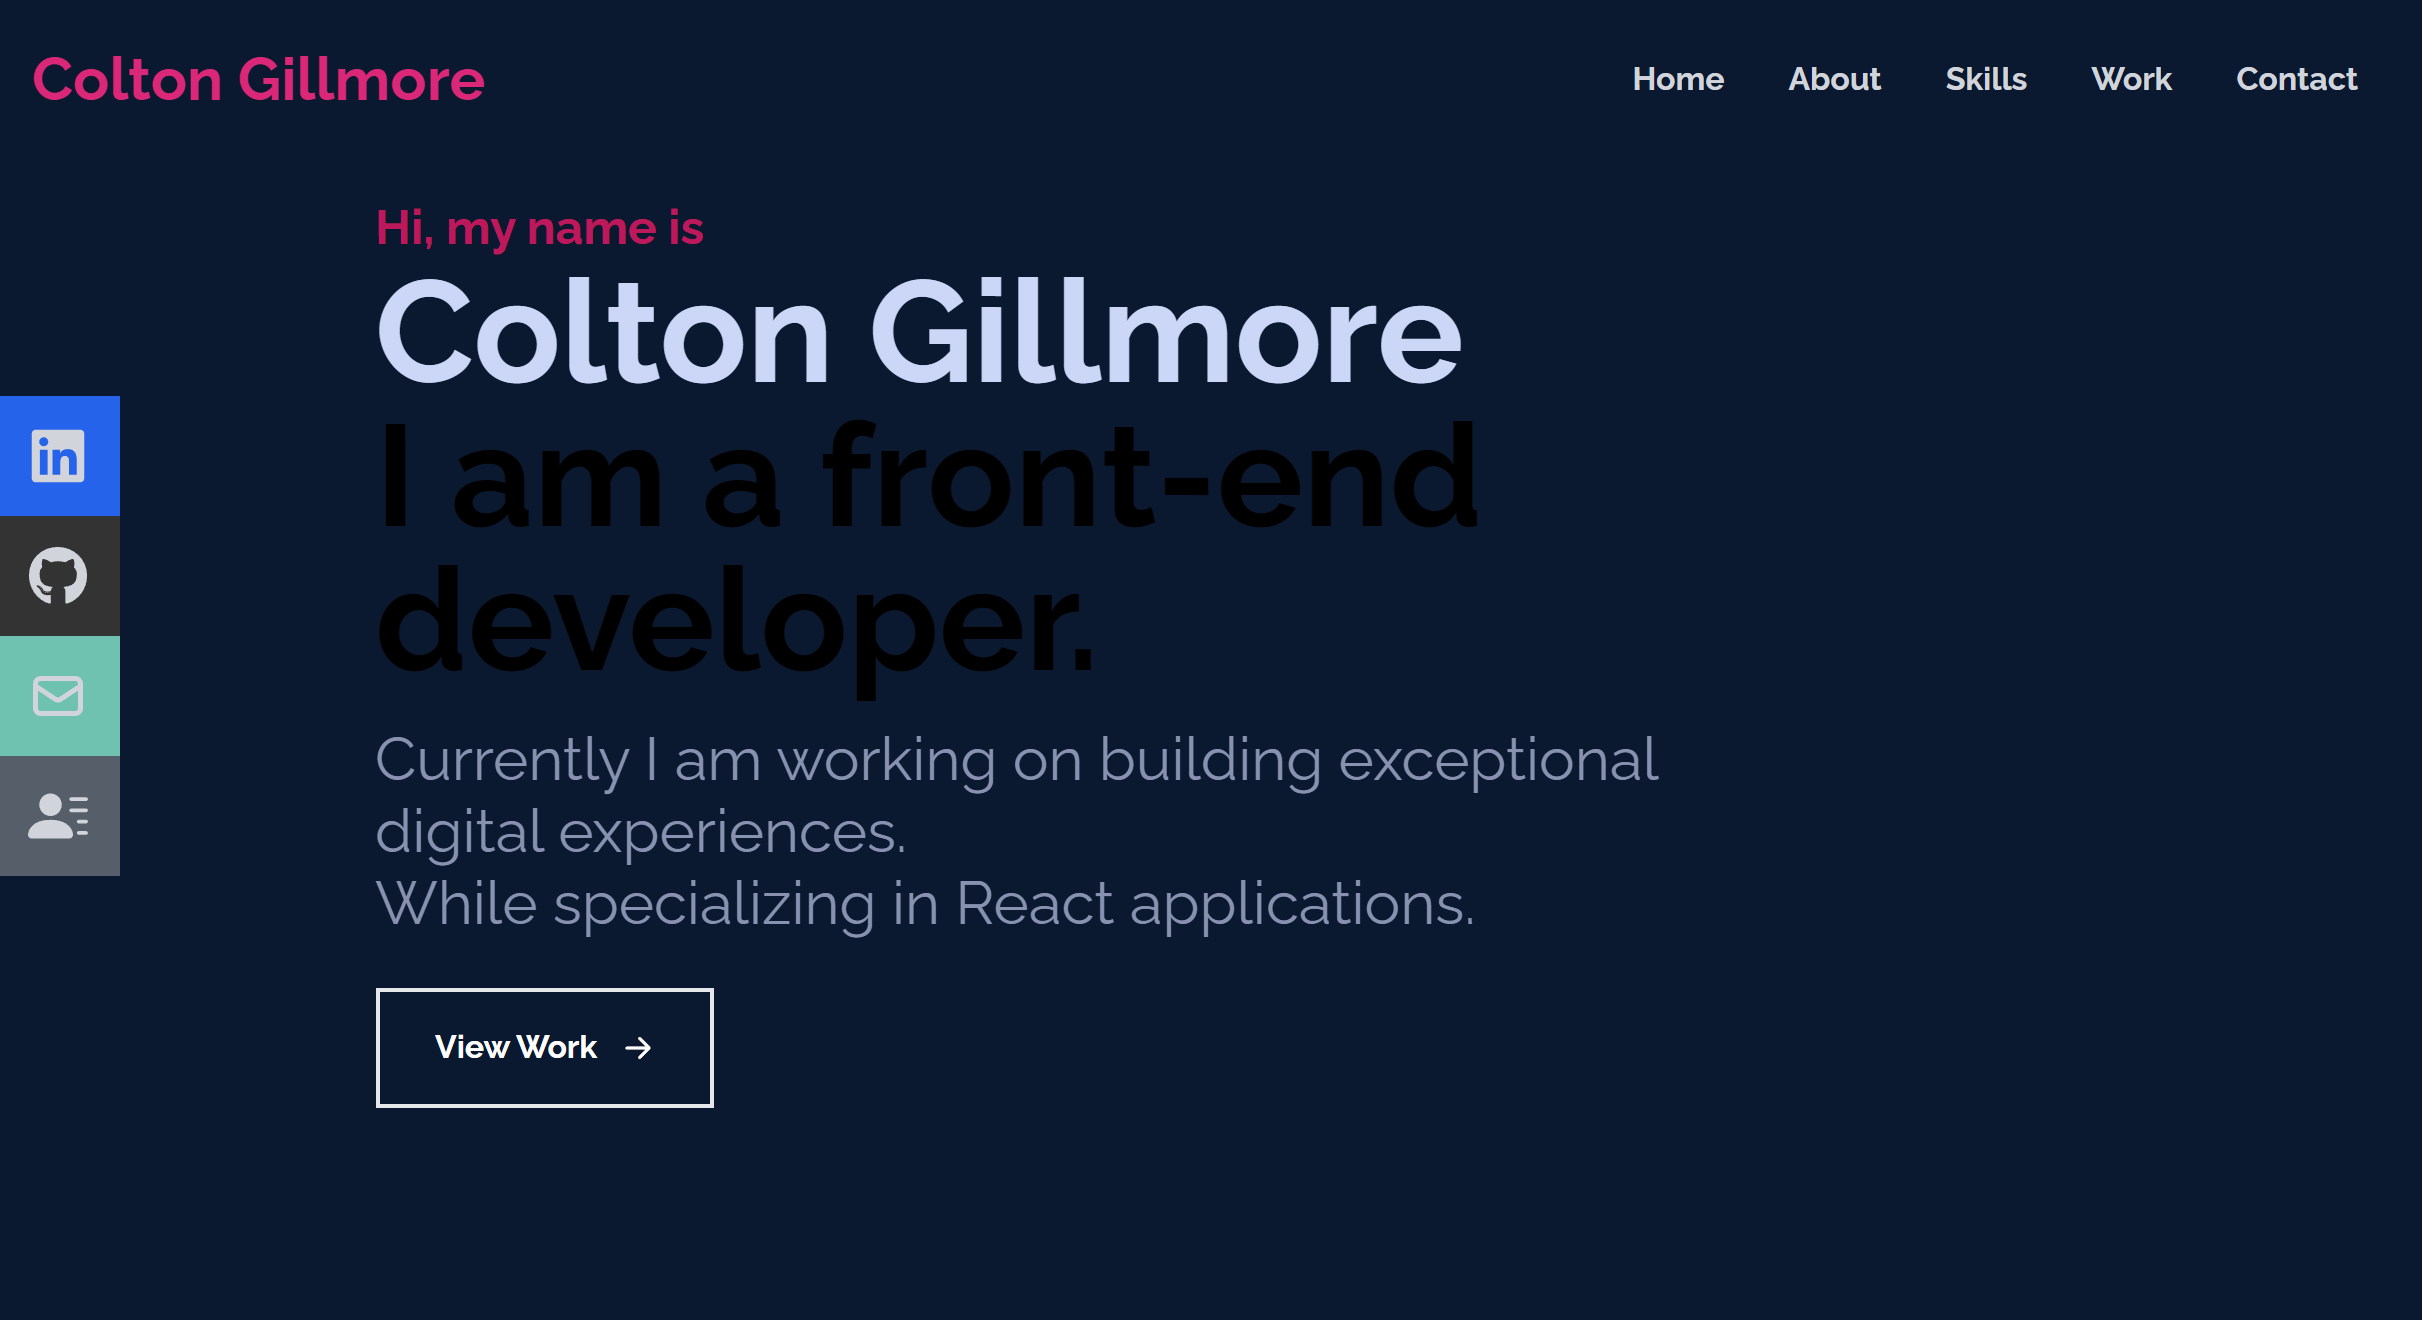 Colton Gillmore
Home About Skills Work Contact
Hi, my name is
Colton Gillmore
I am a front-end
developer.
Currently I am working on building exceptional
digital experiences.
While specializing in React applications.
in
View Work →